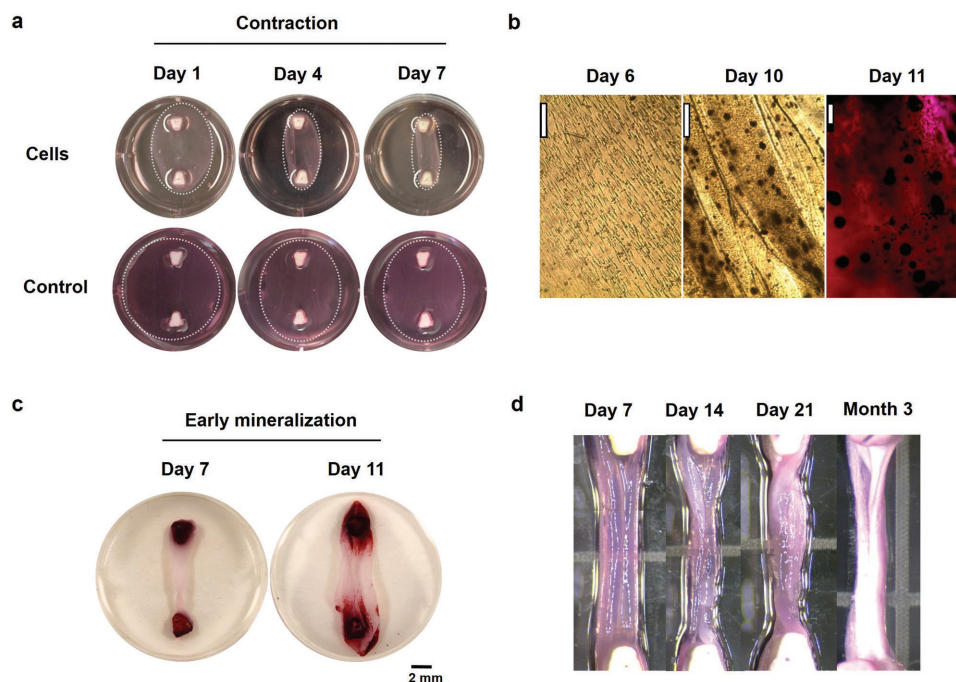 a
Contraction
Day 1 Day 4 Day 7
Cells
Control
b
Day 6 Day 10 Day 11
c
Early mineralization
Day 7 Day 11
2 mm
d
Day 7 Day 14 Day 21 Month 3